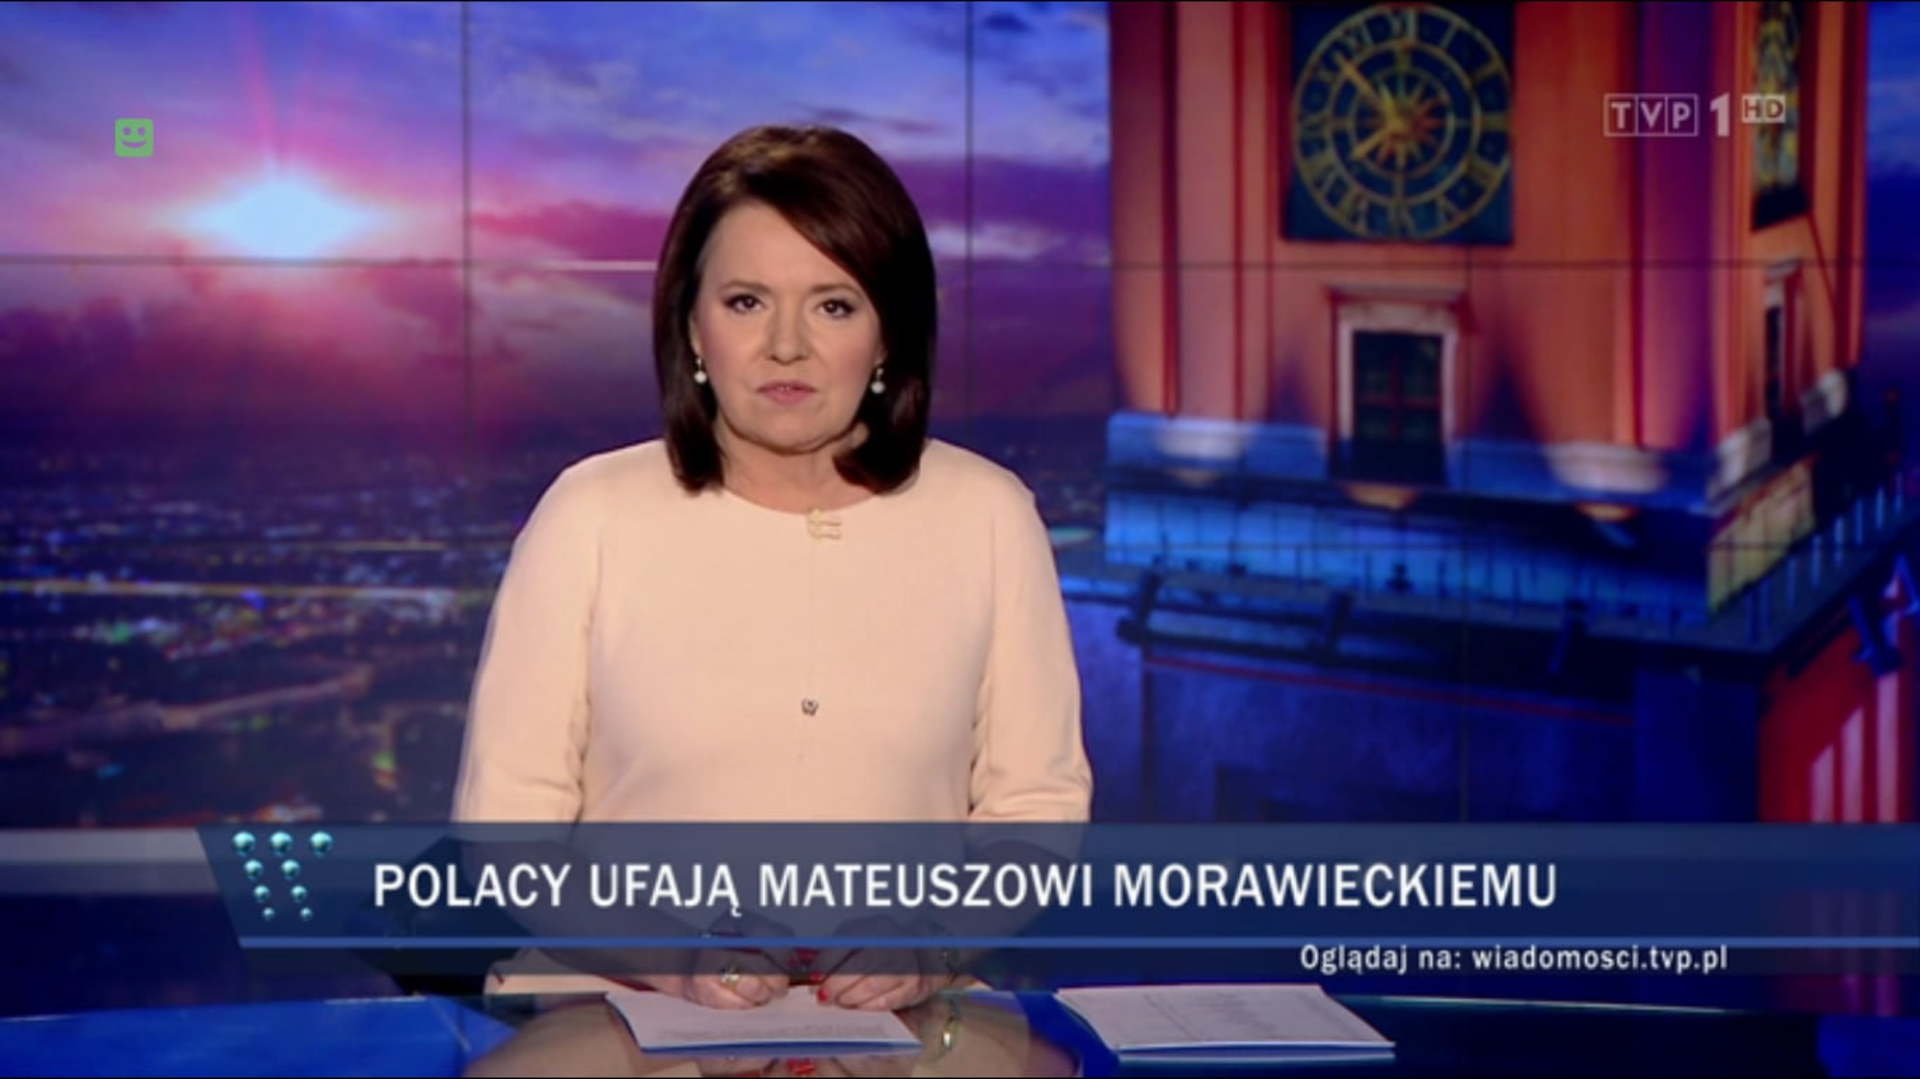 TVP 1 HD
POLACY UFAJĄ MATEUSZOWI MORAWIECKIEMU
Oglądaj na: wiadomosci.tvp.pl